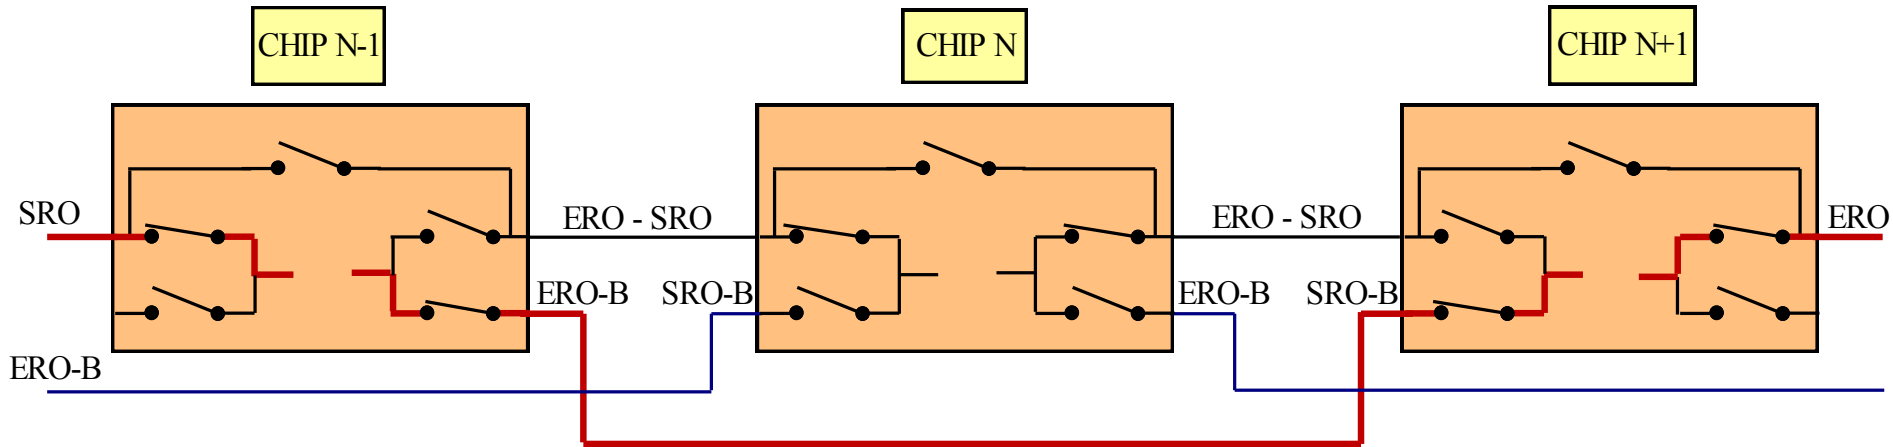 CHIP N-1
CHIP N
CHIP N+1
SRO
ERO - SRO
ERO - SRO
ERO
ERO-B
SRO-B
ERO-B
SRO-B
ERO-B